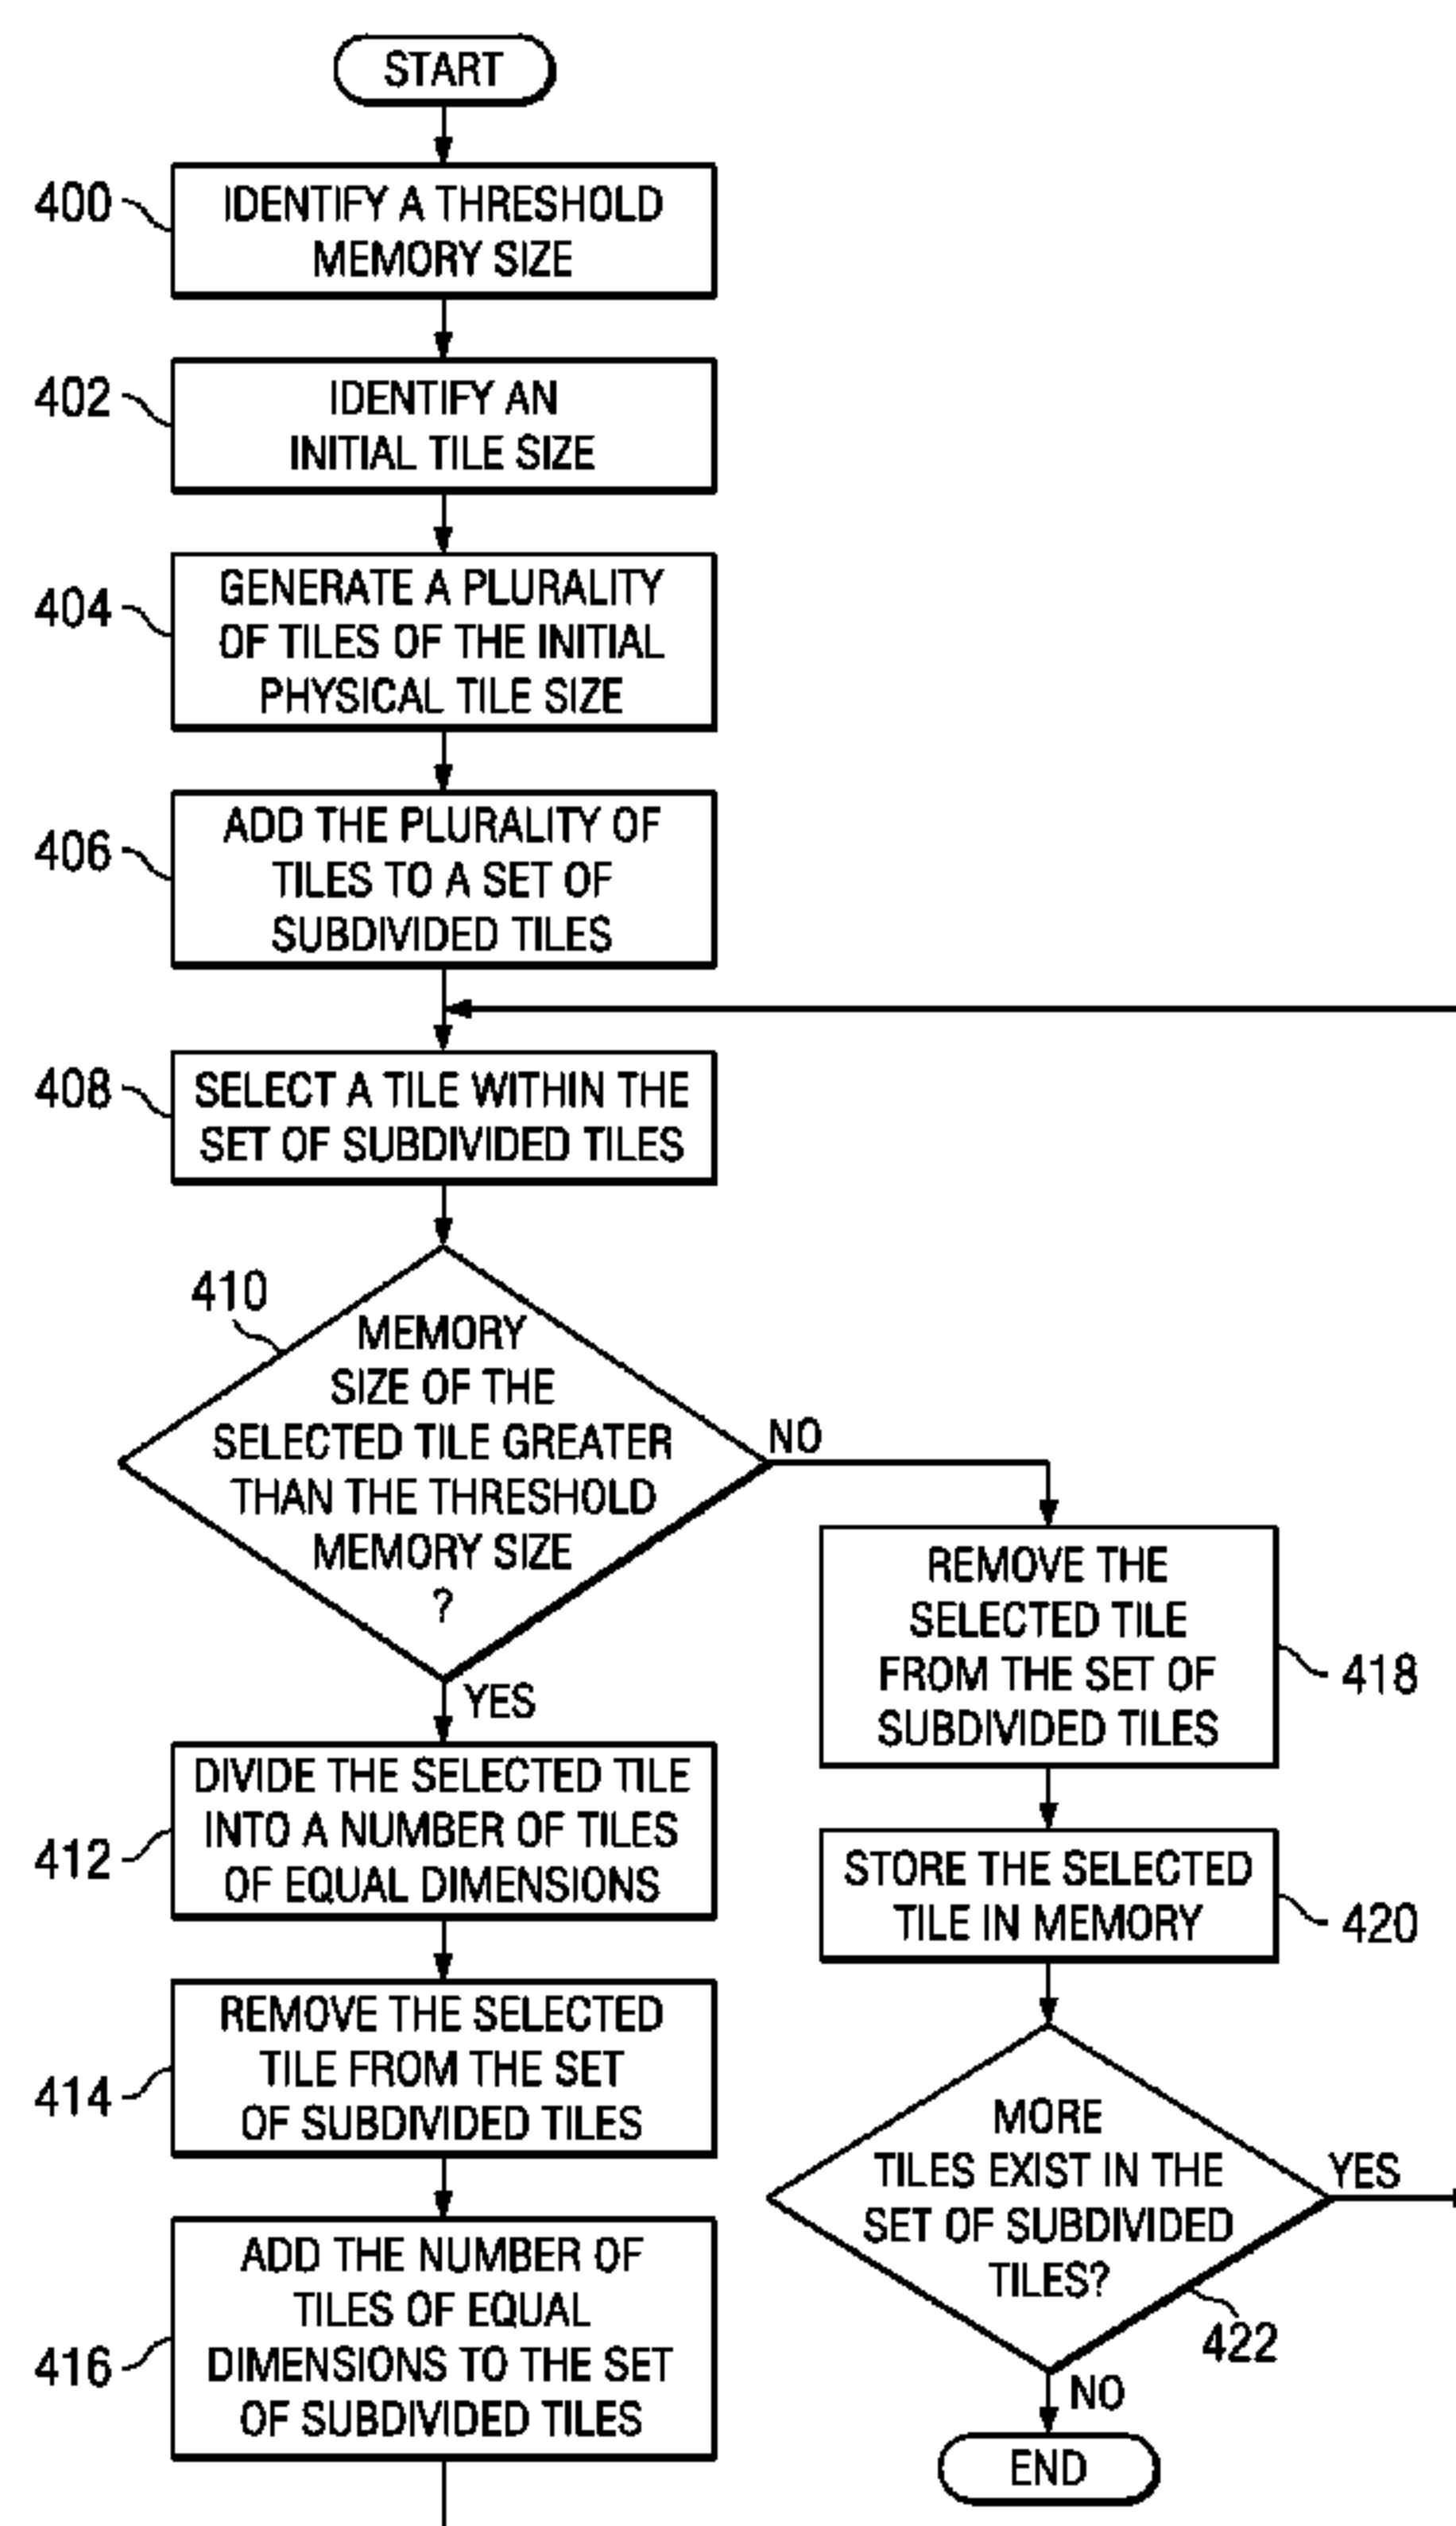 START
400
IDENTIFY A THRESHOLD
MEMORY SIZE
402
IDENTIFY AN
INITIAL TILE SIZE
404
GENERATE A PLURALITY
OF TILES OF THE INITIAL
PHYSICAL TILE SIZE
406
ADD THE PLURALITY OF
TILES TO A SET OF
SUBDIVIDED TILES
408
SELECT A TILE WITHIN THE
SET OF SUBDIVIDED TILES
410
MEMORY
SIZE OF THE
SELECTED TILE GREATER
THAN THE THRESHOLD
MEMORY SIZE
?
NO
YES
412
DIVIDE THE SELECTED TILE
INTO A NUMBER OF TILES
OF EQUAL DIMENSIONS
414
REMOVE THE SELECTED
TILE FROM THE SET
OF SUBDIVIDED TILES
416
ADD THE NUMBER OF
TILES OF EQUAL
DIMENSIONS TO THE SET
OF SUBDIVIDED TILES
REMOVE THE
SELECTED TILE
FROM THE SET OF
SUBDIVIDED TILES
418
STORE THE SELECTED
TILE IN MEMORY
420
MORE
TILES EXIST IN THE
SET OF SUBDIVIDED
TILES?
YES
422
NO
END